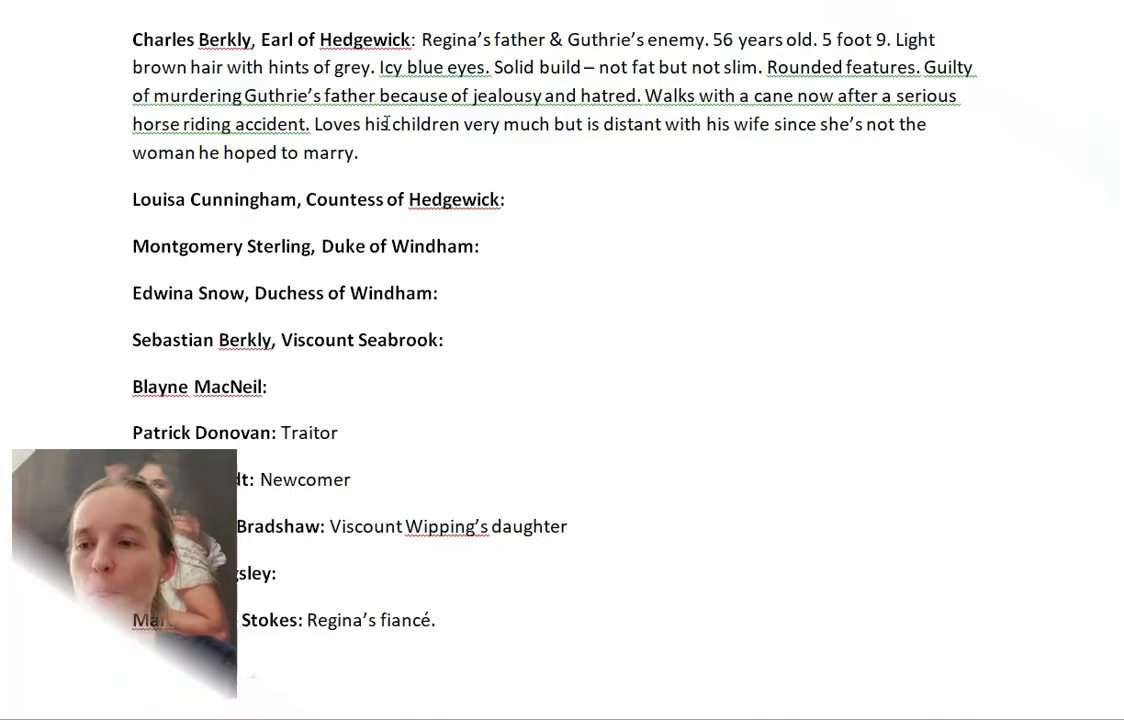 Charles Berkly, Earl of Hedgewick: Regina's father & Guthrie's enemy. 56 years old. 5 foot 9. Light
brown hair with hints of grey. Icy blue eyes. Solid build – not fat but not slim. Rounded features. Guilty
of murdering Guthrie's father because of jealousy and hatred. Walks with a cane now after a serious
horse riding accident. Loves his children very much but is distant with his wife since she's not the
woman he hoped to marry.
Louisa Cunningham, Countess of Hedgewick:
Montgomery Sterling, Duke of Windham:
Edwina Snow, Duchess of Windham:
Sebastian Berkly, Viscount Seabrook:
Blayne MacNeil:
Patrick Donovan: Traitor
dt: Newcomer
Bradshaw: Viscount Wipping's daughter
gsley:
Stokes: Regina's fiancé.